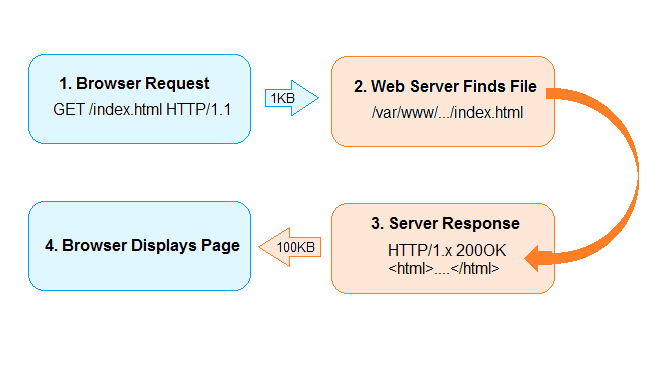 1. Browser Request
GET /index.html HTTP/1.1
1KB
2. Web Server Finds File
/var/www/.../index.html
3. Server Response
HTTP/1.x 200OK
<html>....</html>
100KB
4. Browser Displays Page